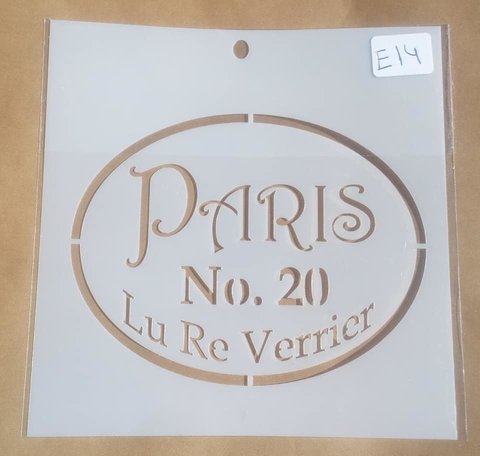 E14
PARIS
No. 20
Lu Re Verrier